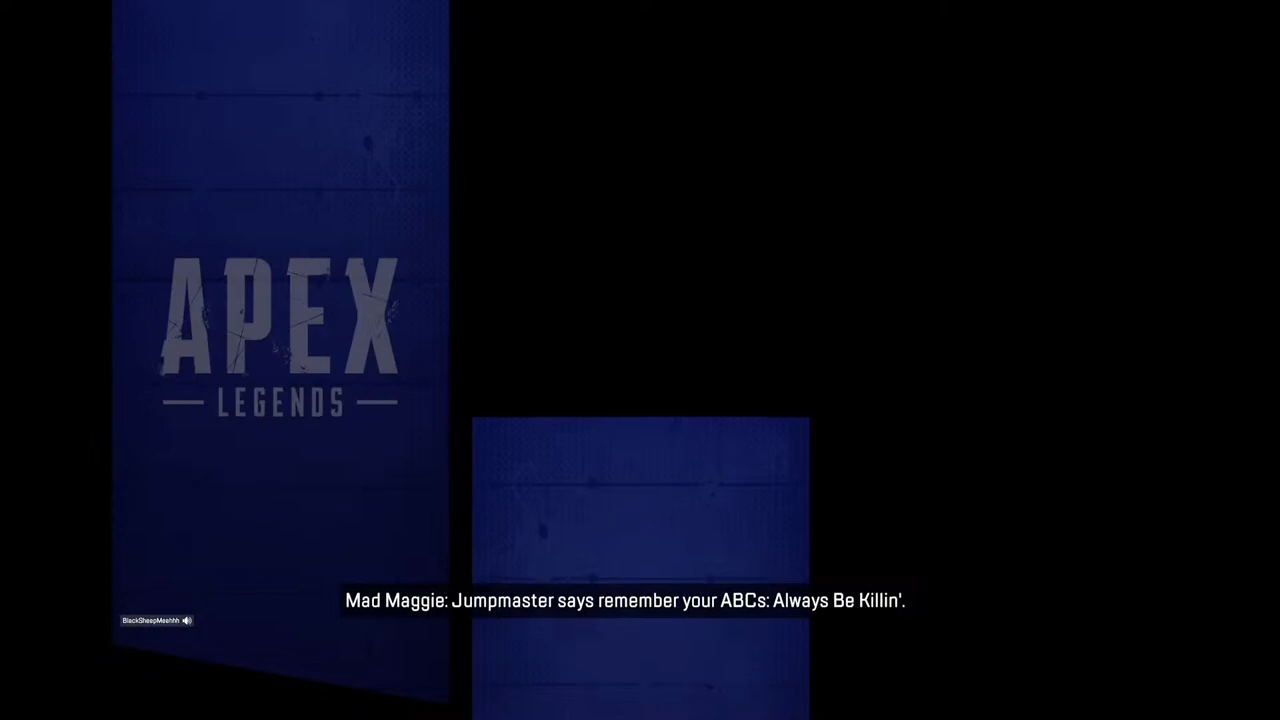 APEX
LEGENDS
Mad Maggie: Jumpmaster says remember your ABCs: Always Be Killin'.
BlackSheepMeehhh